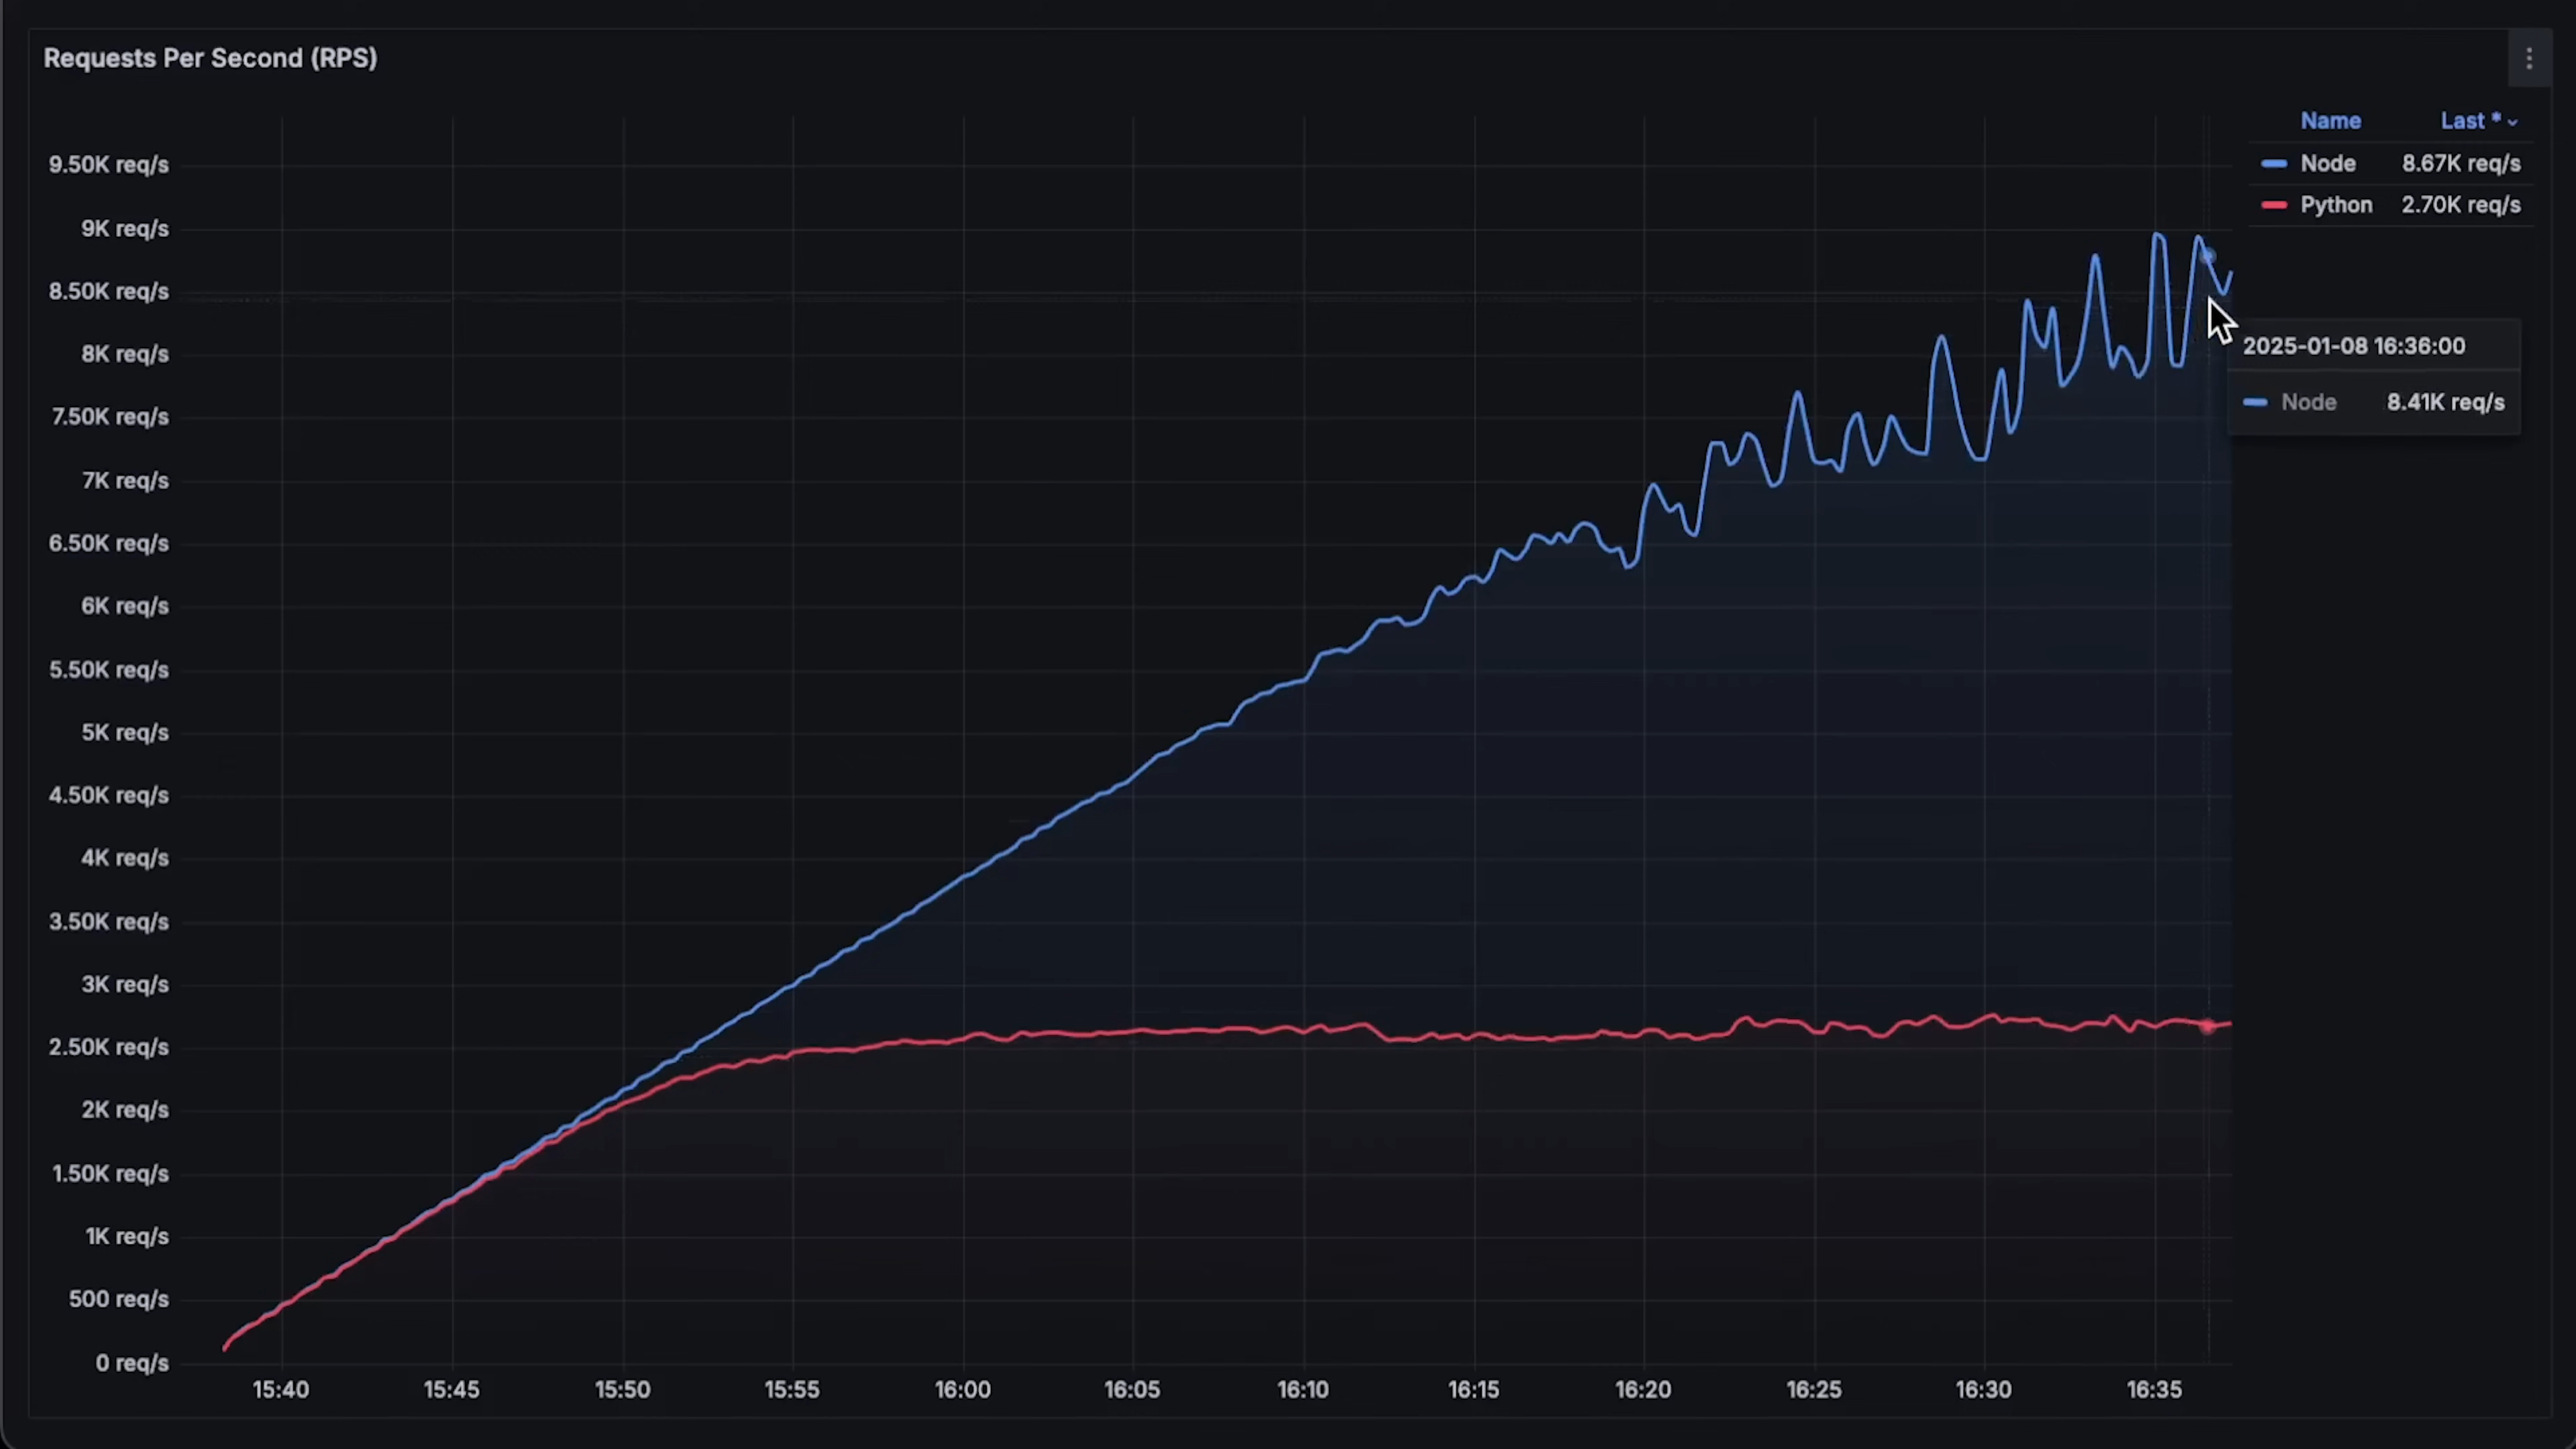 Requests Per Second (RPS)
Name Last *
Node 8.67K req/s
Python 2.70K req/s
9.50K req/s
9K req/s
8.50K req/s
8K req/s
7.50K req/s
7K req/s
6.50K req/s
6K req/s
5.50K req/s
5K req/s
4.50K req/s
4K req/s
3.50K req/s
3K req/s
2.50K req/s
2K req/s
1.50K req/s
1K req/s
500 req/s
0 req/s
2025-01-08 16:36:00
Node 8.41K req/s
15:40 15:45 15:50 15:55 16:00 16:05 16:10 16:15 16:20 16:25 16:30 16:35